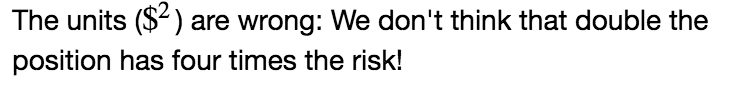 The units ($²) are wrong: We don't think that double the
position has four times the risk!